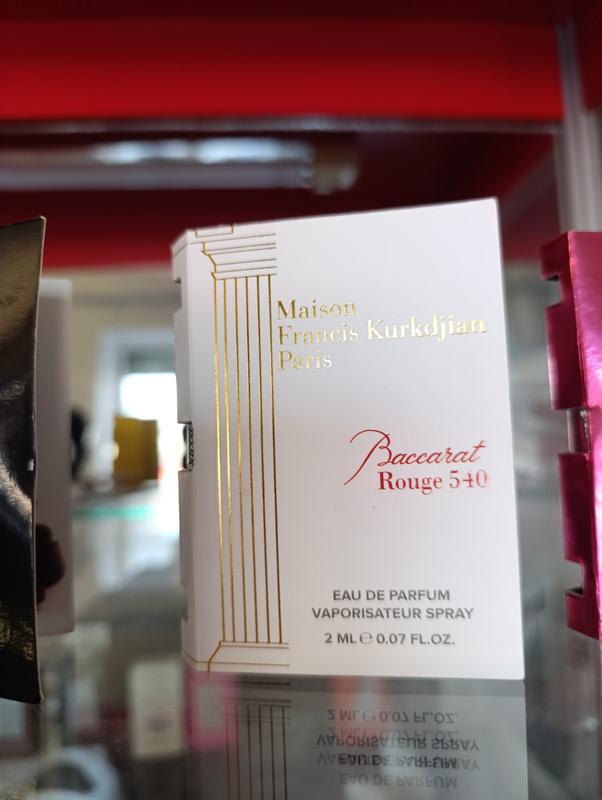 Maison
Francis Kurkdjian
Paris
Baccarat
Rouge 540
EAU DE PARFUM
VAPORISATEUR SPRAY
2 ML ℮ 0.07 FL.OZ.